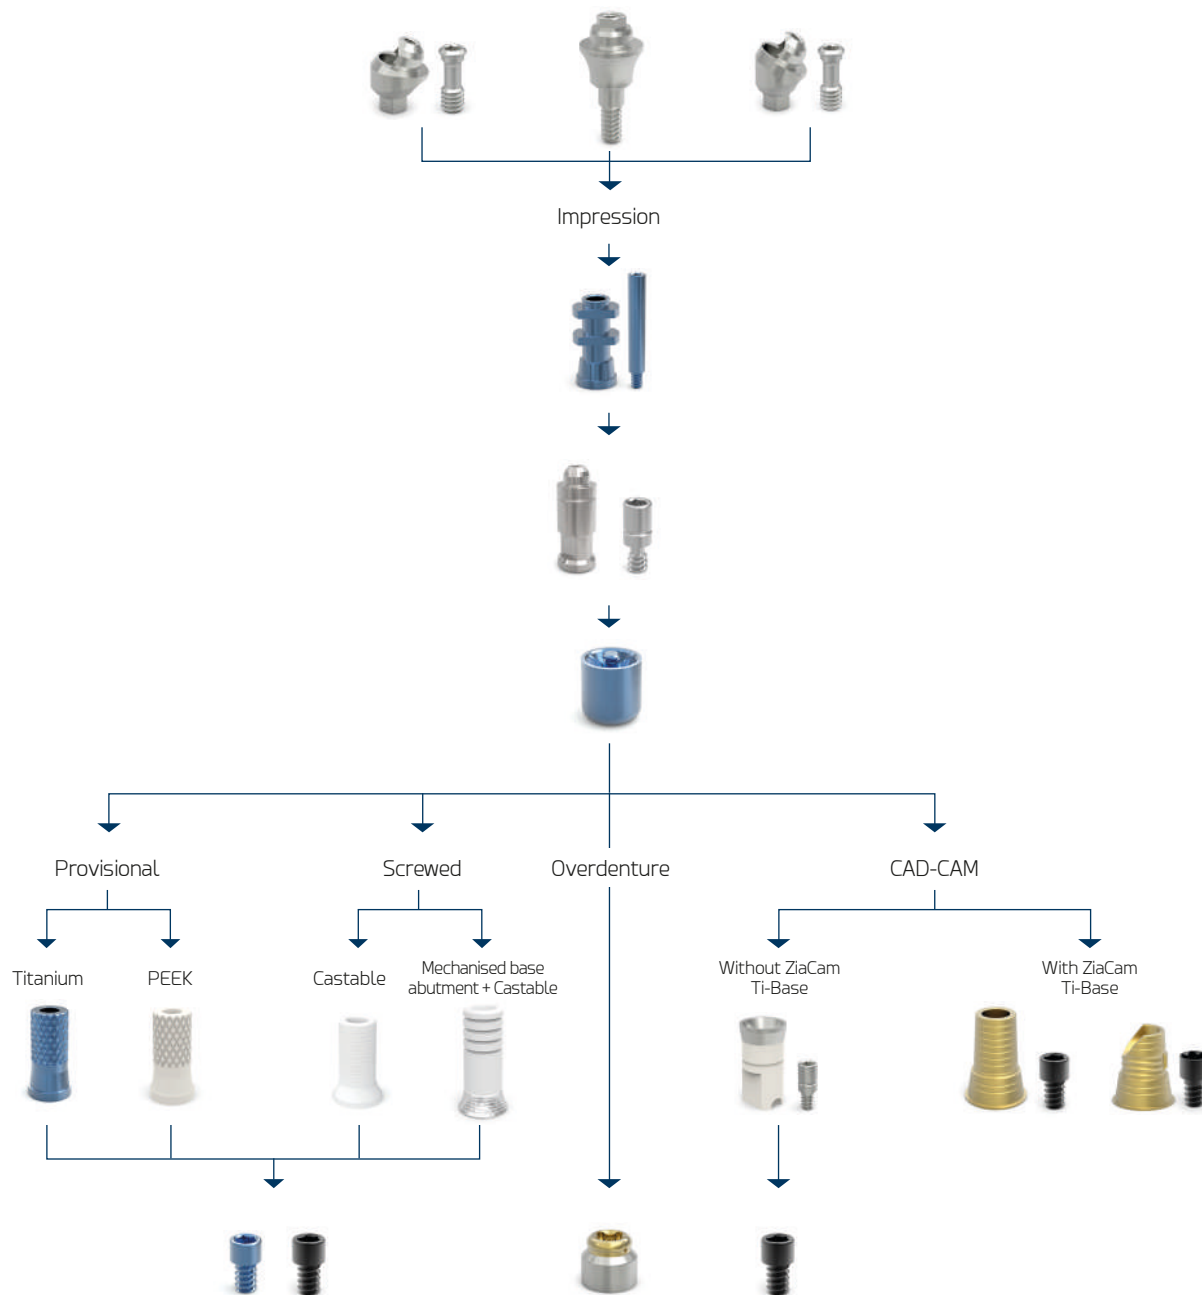 Impression
Provisional
Screwed
Overdenture
CAD-CAM
Titanium
PEEK
Castable
Mechanised base
abutment + Castable
Without ZiaCam
Ti-Base
With ZiaCam
Ti-Base